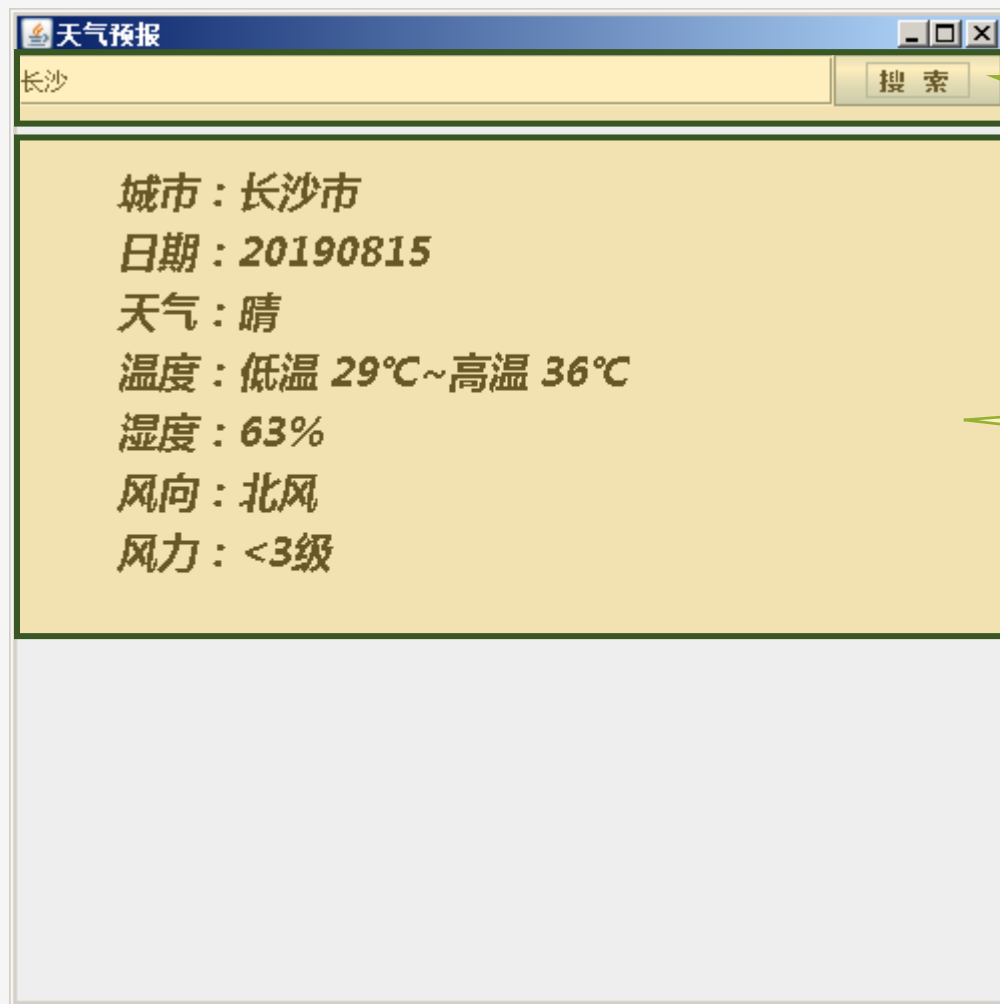 天气预报
长沙 搜 索
城市：长沙市
日期：20190815
天气：晴
温度：低温 29℃~高温 36℃
湿度：63%
风向：北风
风力：<3级